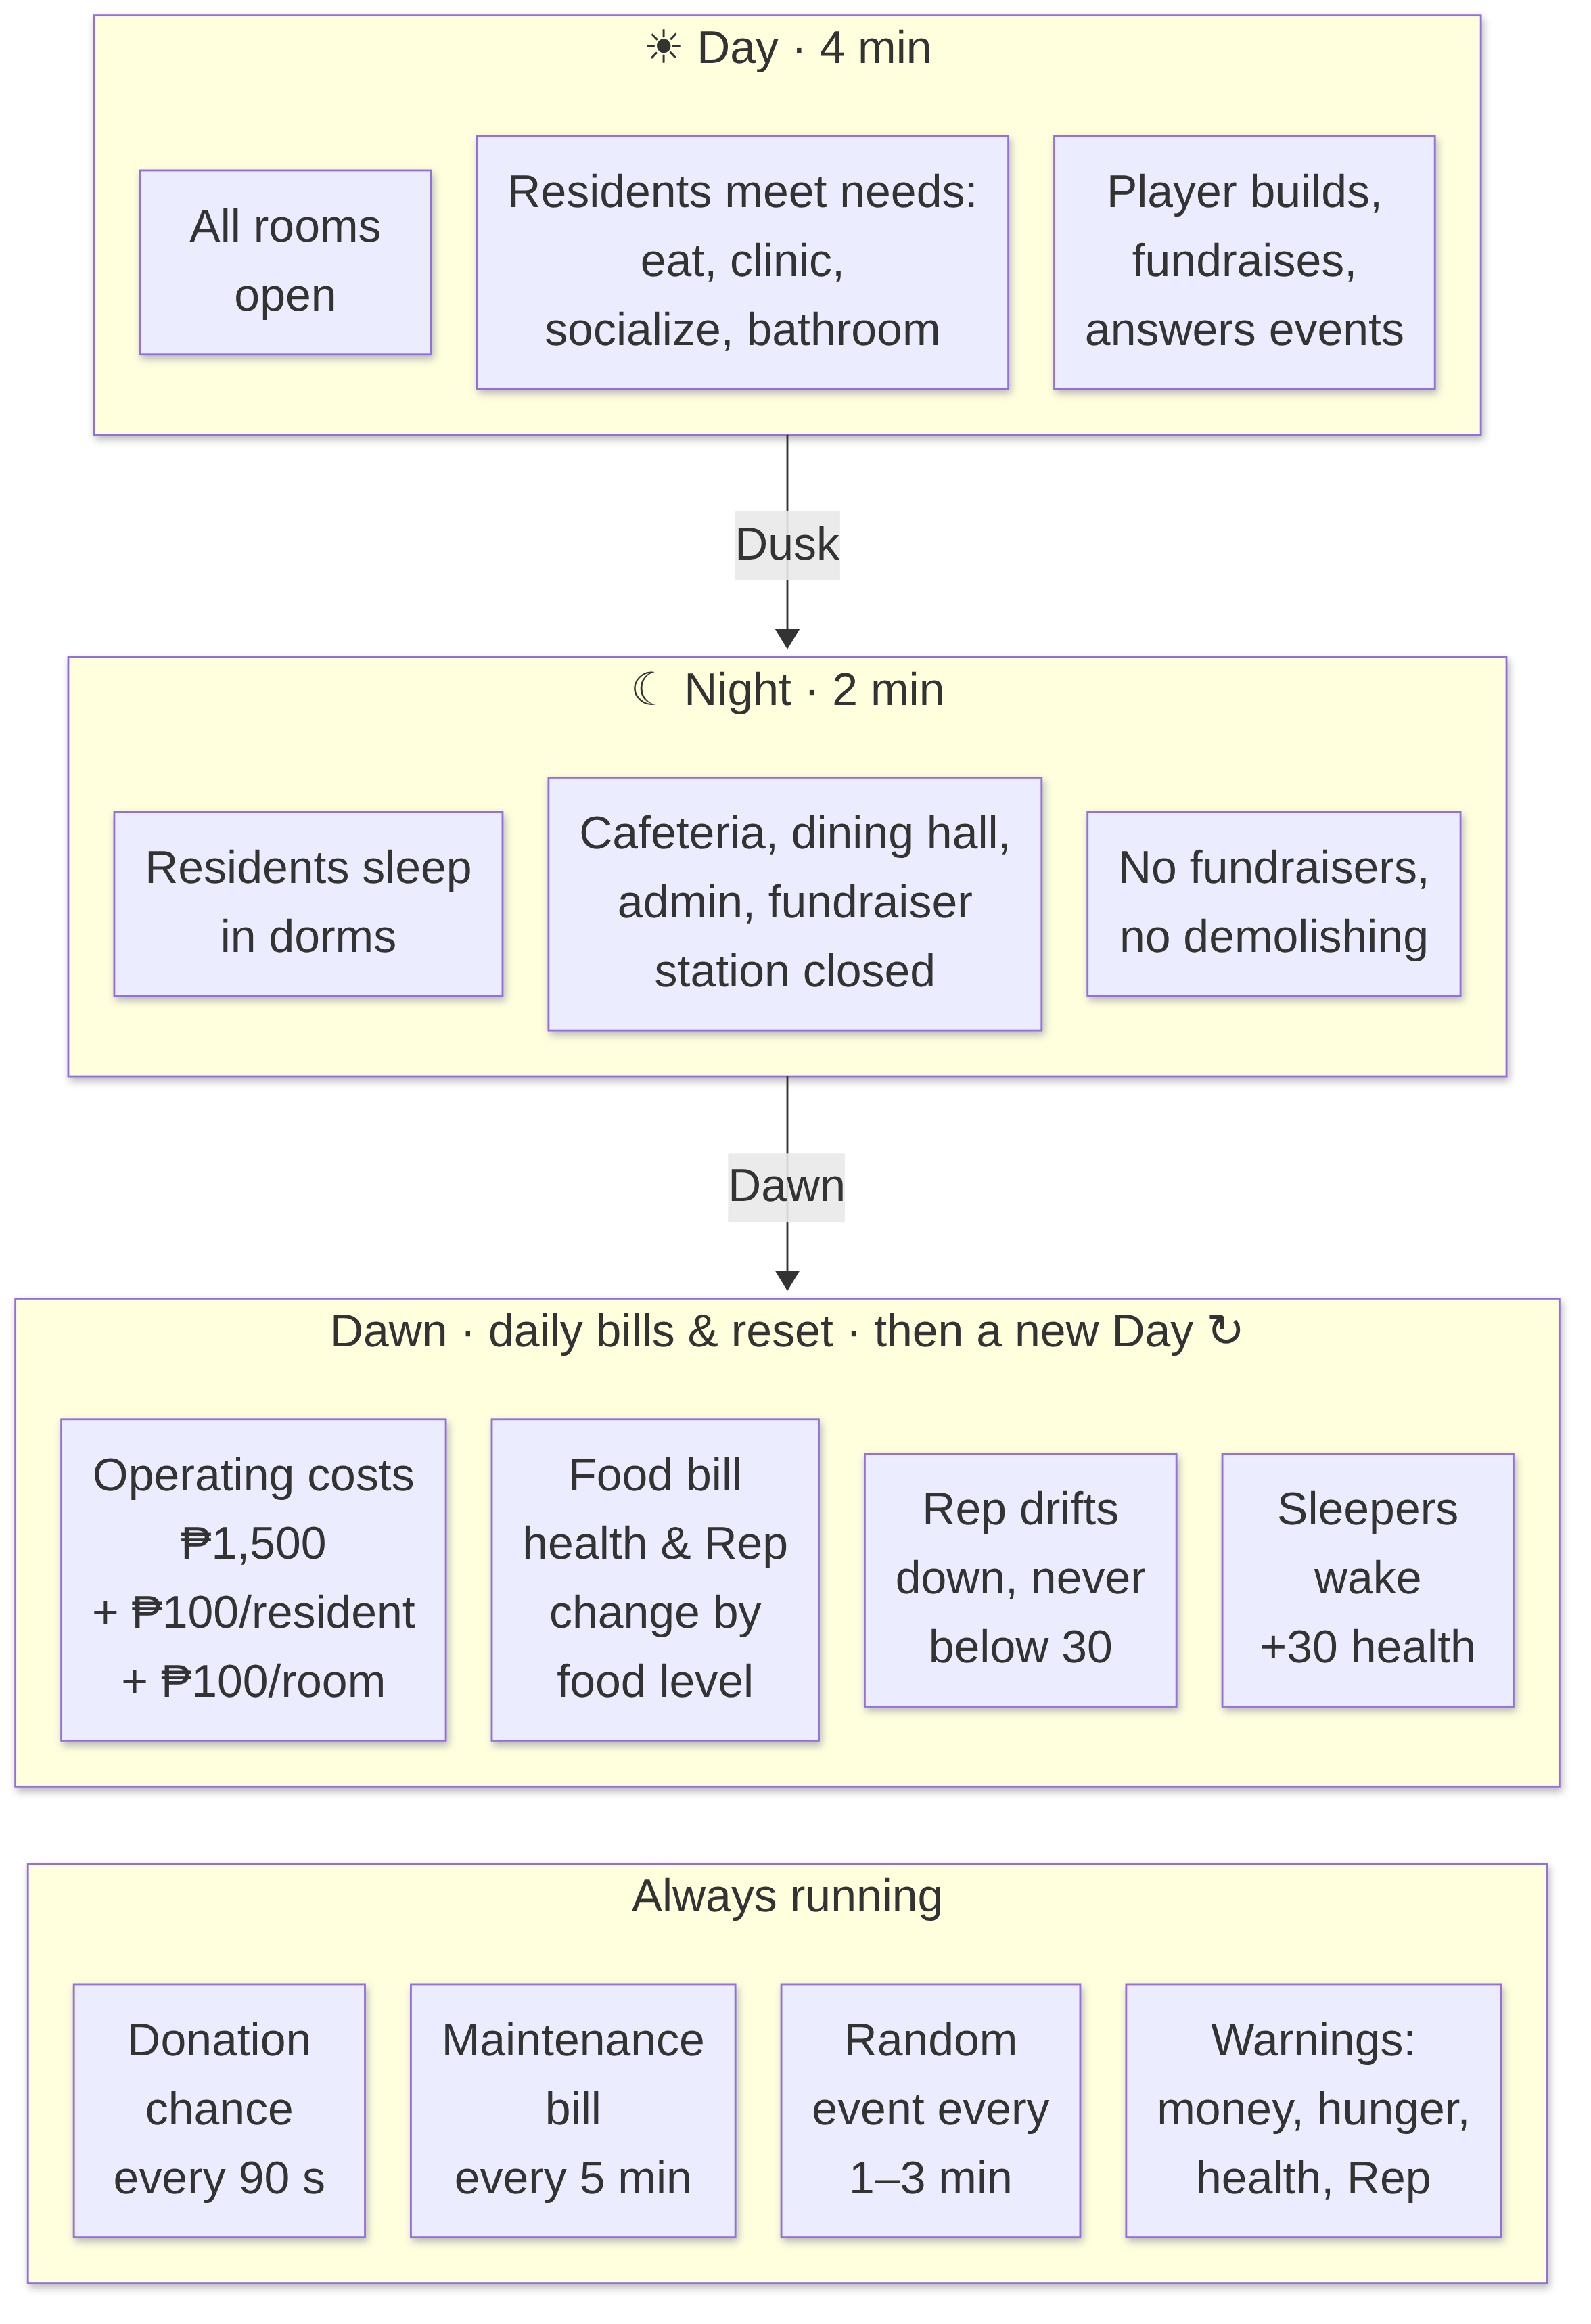 ☀ Day · 4 min
All rooms
open
Residents meet needs:
eat, clinic,
socialize, bathroom
Player builds,
fundraises,
answers events
Dusk
☾ Night · 2 min
Residents sleep
in dorms
Cafeteria, dining hall,
admin, fundraiser
station closed
No fundraisers,
no demolishing
Dawn
Dawn · daily bills & reset · then a new Day ↻
Operating costs
₱1,500
+ ₱100/resident
+ ₱100/room
Food bill
health & Rep
change by
food level
Rep drifts
down, never
below 30
Sleepers
wake
+30 health
Always running
Donation
chance
every 90 s
Maintenance
bill
every 5 min
Random
event every
1–3 min
Warnings:
money, hunger,
health, Rep